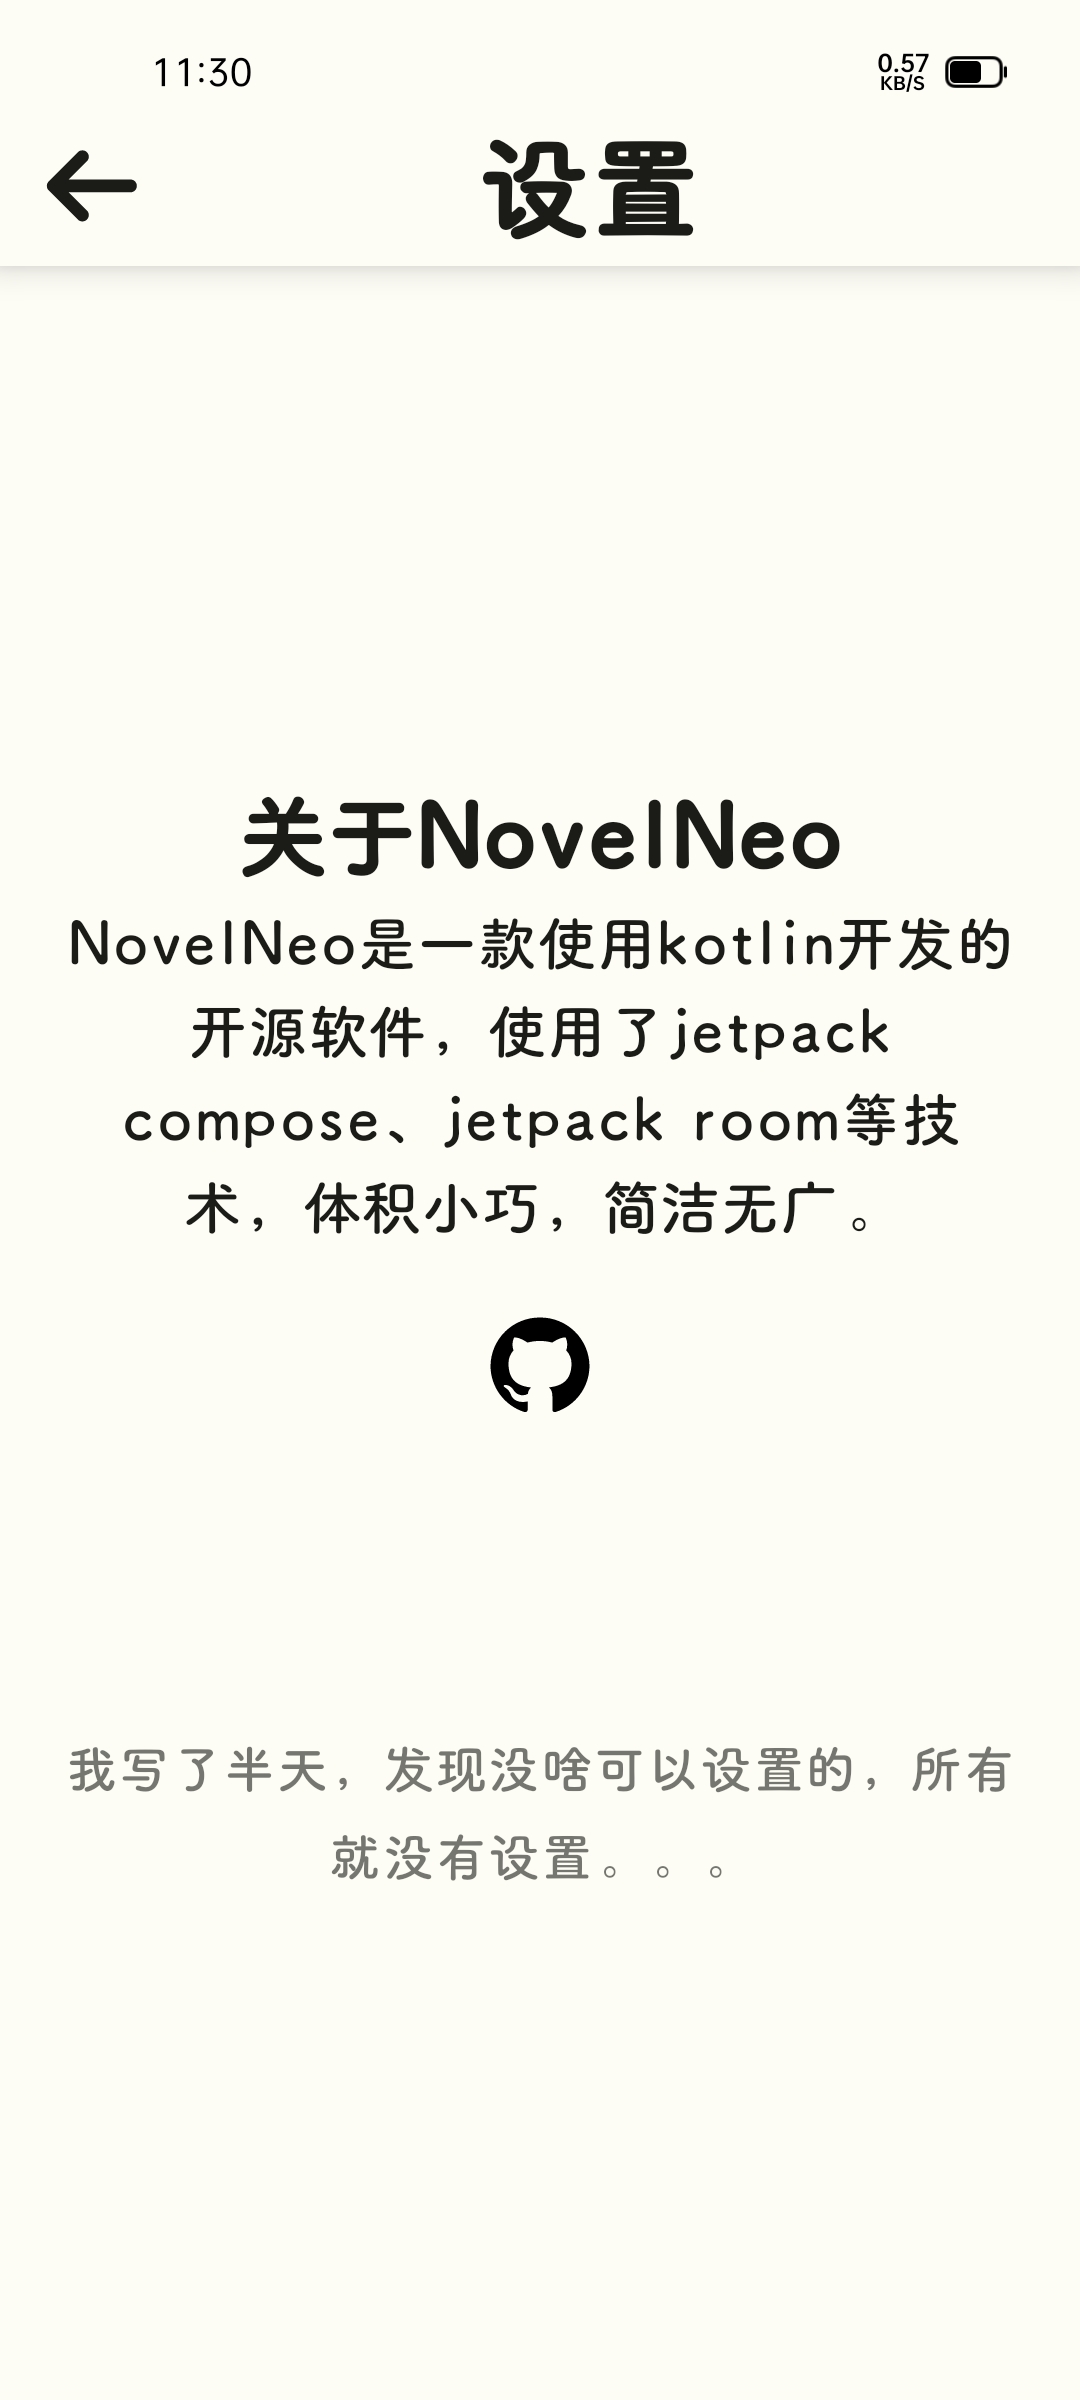 11:30
0.57
KB/S
设置
关于NovelNeo
NovelNeo是一款使用kotlin开发的
开源软件，使用了jetpack
compose、jetpack room等技
术，体积小巧，简洁无广。
我写了半天，发现没啥可以设置的，所有
就没有设置。。。